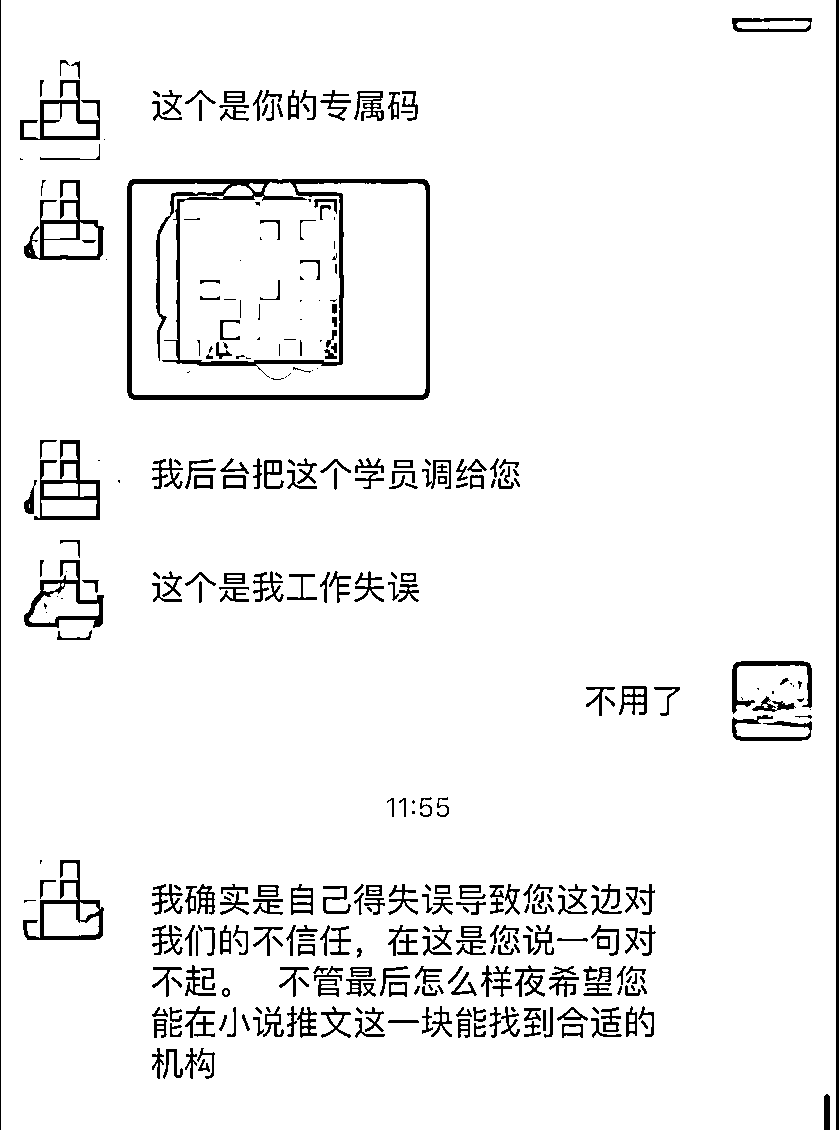 这个是你的专属码
我后台把这个学员调给您
这个是我工作失误
不用了
11:55
我确实是自己得失误导致您这边对
我们的不信任，在这是您说一句对
不起。 不管最后怎么样夜希望您
能在小说推文这一块能找到合适的
机构